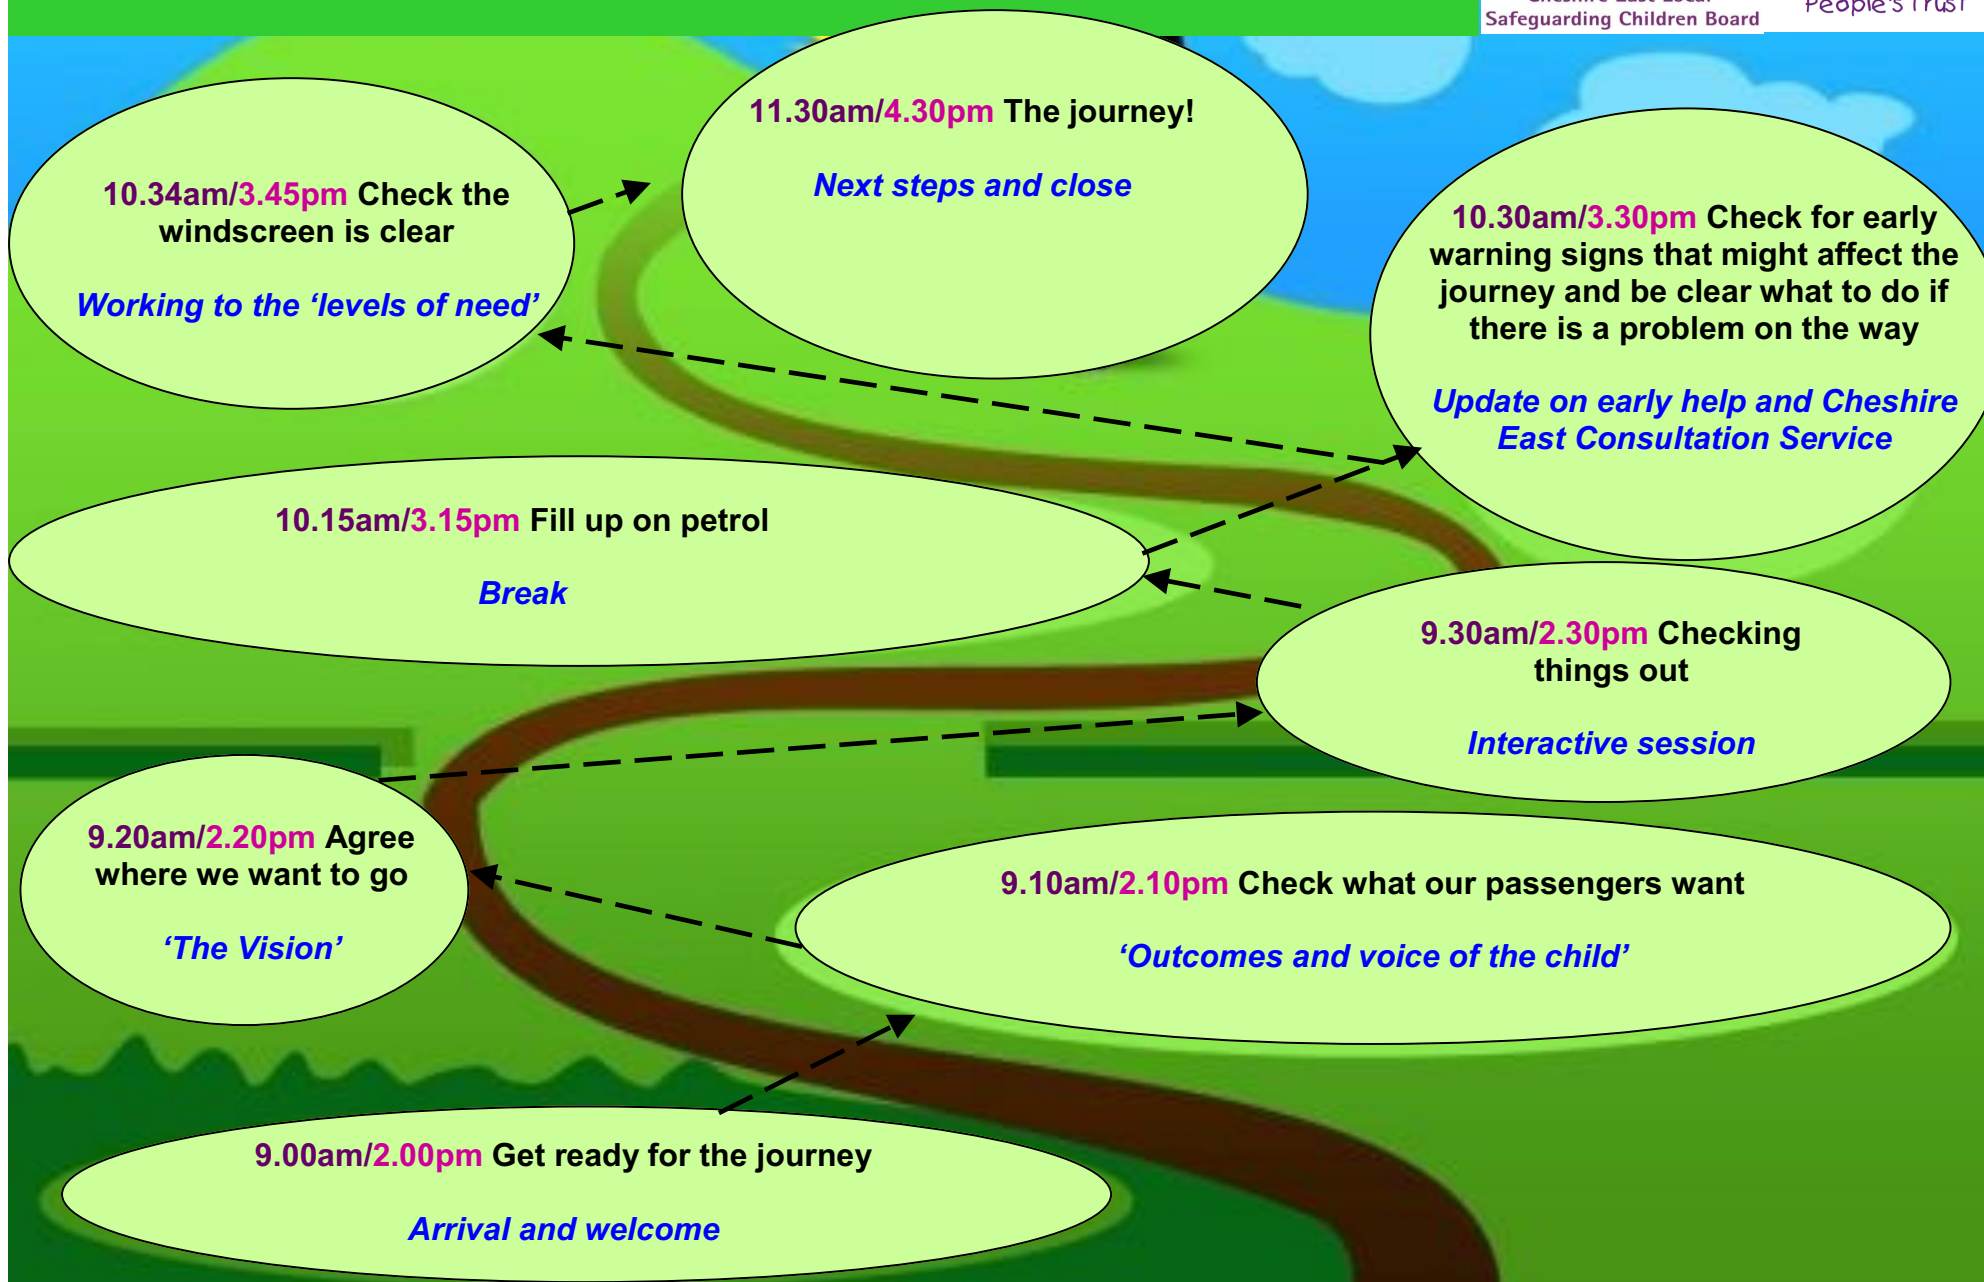 Safeguarding Children Board
People's Trust
11.30am/4.30pm The journey!
Next steps and close
10.34am/3.45pm Check the
windscreen is clear
Working to the ‘levels of need’
10.30am/3.30pm Check for early
warning signs that might affect the
journey and be clear what to do if
there is a problem on the way
Update on early help and Cheshire
East Consultation Service
10.15am/3.15pm Fill up on petrol
Break
9.30am/2.30pm Checking
things out
Interactive session
9.20am/2.20pm Agree
where we want to go
‘The Vision’
9.10am/2.10pm Check what our passengers want
‘Outcomes and voice of the child’
9.00am/2.00pm Get ready for the journey
Arrival and welcome